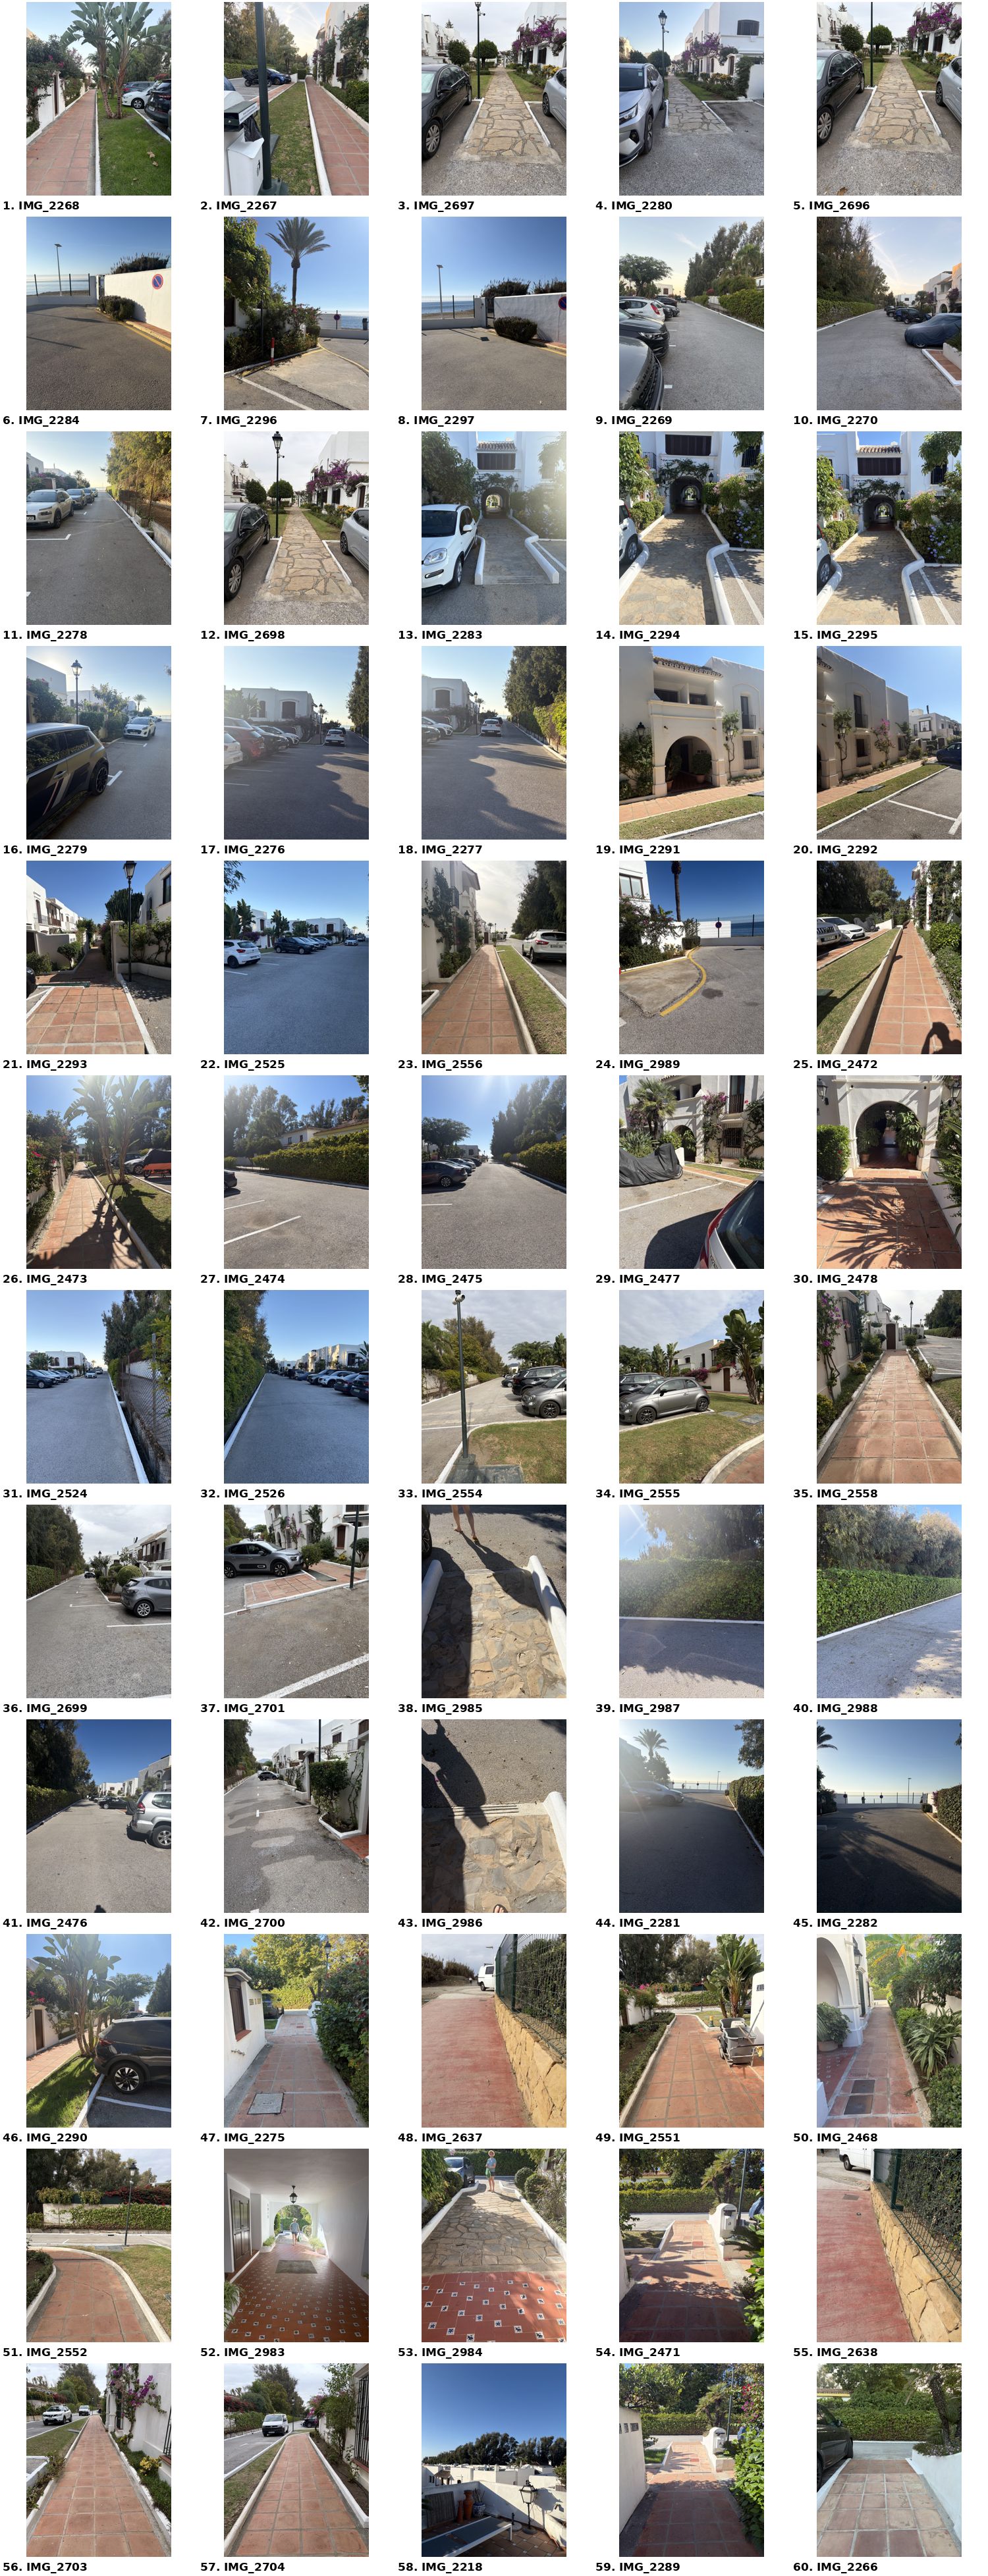 1. IMG_2268
2. IMG_2267
3. IMG_2697
4. IMG_2280
5. IMG_2696
6. IMG_2284
7. IMG_2296
8. IMG_2297
9. IMG_2269
10. IMG_2270
11. IMG_2278
12. IMG_2698
13. IMG_2283
14. IMG_2294
15. IMG_2295
16. IMG_2279
17. IMG_2276
18. IMG_2277
19. IMG_2291
20. IMG_2292
21. IMG_2293
22. IMG_2525
23. IMG_2556
24. IMG_2989
25. IMG_2472
26. IMG_2473
27. IMG_2474
28. IMG_2475
29. IMG_2477
30. IMG_2478
31. IMG_2524
32. IMG_2526
33. IMG_2554
34. IMG_2555
35. IMG_2558
36. IMG_2699
37. IMG_2701
38. IMG_2985
39. IMG_2987
40. IMG_2988
41. IMG_2476
42. IMG_2700
43. IMG_2986
44. IMG_2281
45. IMG_2282
46. IMG_2290
47. IMG_2275
48. IMG_2637
49. IMG_2551
50. IMG_2468
51. IMG_2552
52. IMG_2983
53. IMG_2984
54. IMG_2471
55. IMG_2638
56. IMG_2703
57. IMG_2704
58. IMG_2218
59. IMG_2289
60. IMG_2266